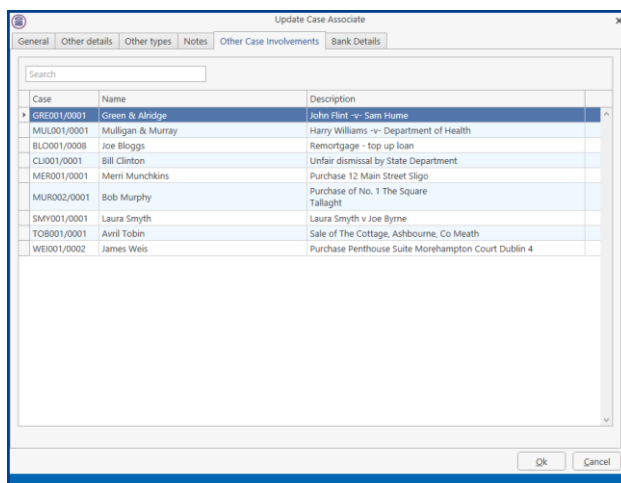 Update Case Associate
General Other details Other types Notes Other Case Involvements Bank Details
Search
Case Name Description
GRE001/0001 Green & Alridge John Flint -v- Sam Hume
MUL001/0001 Mulligan & Murray Harry Williams -v- Department of Health
BLO001/0008 Joe Bloggs Remortgage - top up loan
CLI001/0001 Bill Clinton Unfair dismissal by State Department
MER001/0001 Merri Munchkins Purchase 12 Main Street Sligo
MUR002/0001 Bob Murphy Purchase of No. 1 The Square
Tallaght
SMY001/0001 Laura Smyth Laura Smyth v Joe Byrne
TOB001/0001 Avril Tobin Sale of The Cottage, Ashbourne, Co Meath
WEI001/0002 James Weis Purchase Penthouse Suite Morehampton Court Dublin 4
Ok Cancel